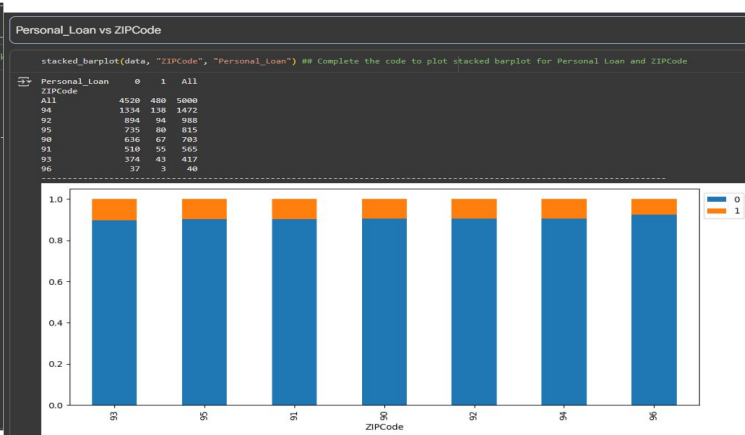 Personal_Loan vs ZIPCode
stacked_barplot(data, "ZIPCode", "Personal_Loan") ## Complete the code to plot stacked barplot for Personal Loan and ZIPCode
Personal_Loan 0 1 All
ZIPCode
All 4520 480 5000
94 1334 138 1472
92 894 94 988
95 735 80 815
90 636 67 703
91 510 55 565
93 374 43 417
96 37 3 40
------------------------------------------------------------------------------------------------------------------------
1.0
0.8
0.6
0.4
0.2
0.0
0
1
93 95 91 90 92 94 96
ZIPCode